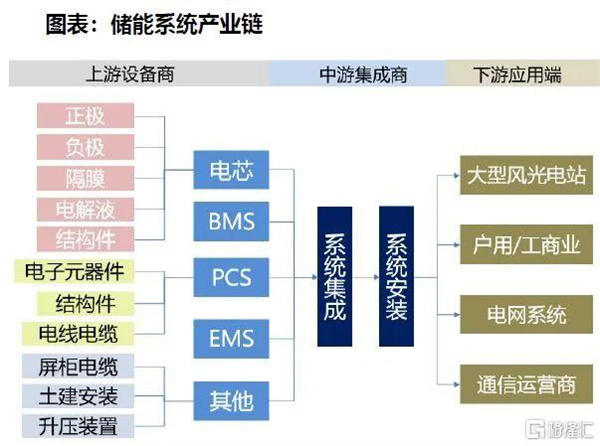 图表：储能系统产业链
上游设备商
中游集成商
下游应用端
正极
负极
隔膜
电解液
结构件
电子元器件
结构件
电线电缆
屏柜电缆
土建安装
升压装置
电芯
BMS
PCS
EMS
其他
系统集成
系统安装
大型风光电站
户用/工商业
电网系统
通信运营商
格隆汇